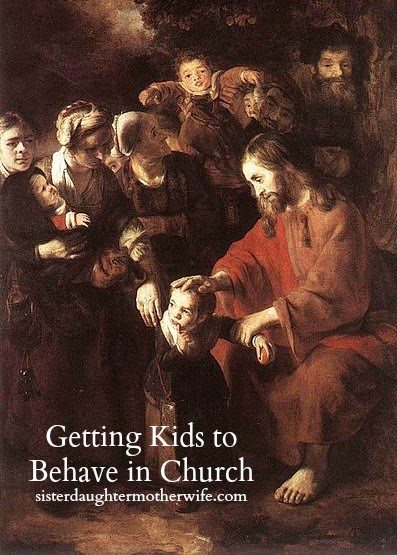 Getting Kids to
Behave in Church
sisterdaughtermotherwife.com